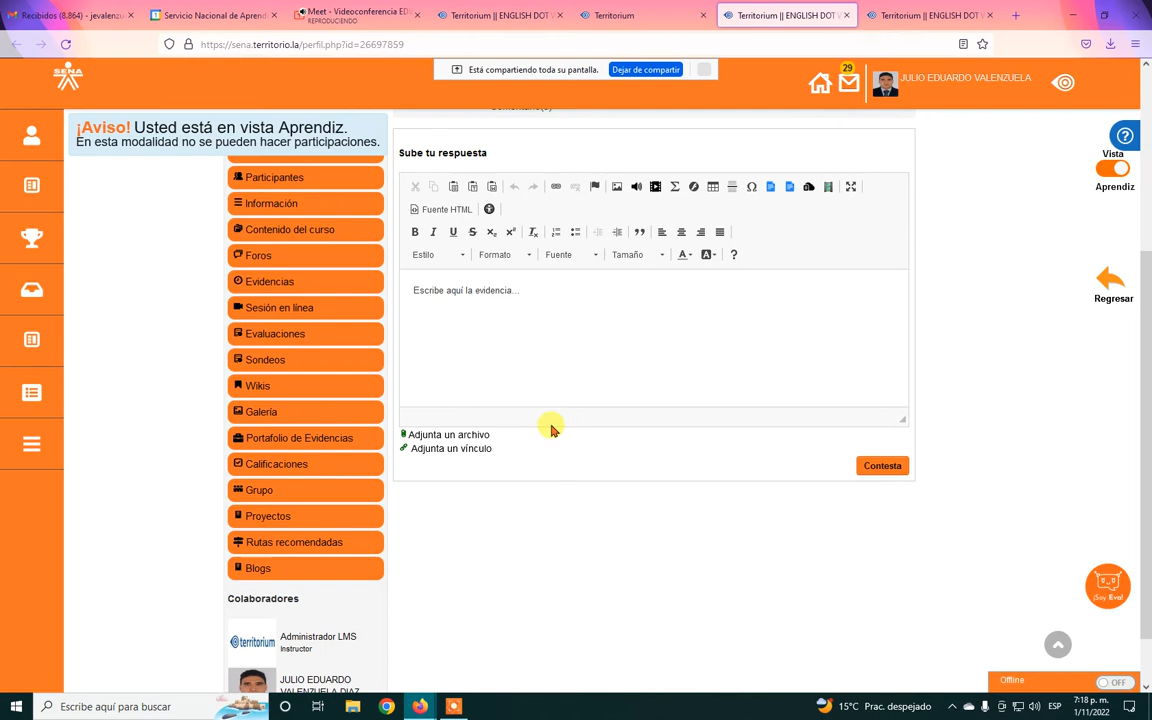 Recibidos (8.864) - jevalenzu
Servicio Nacional de Aprend
Meet - Videoconferencia ED
REPRODUCIENDO
Territorium || ENGLISH DOT
Territorium
Territorium || ENGLISH DOT
Territorium || ENGLISH DOT
https://sena.territorio.la/perfil.php?id=26697859
SENA
Está compartiendo toda su pantalla.
Dejar de compartir
29
JULIO EDUARDO VALENZUELA
¡Aviso! Usted está en vista Aprendiz.
En esta modalidad no se pueden hacer participaciones.
Vista
Aprendiz
Regresar
Participantes
Información
Contenido del curso
Foros
Evidencias
Sesión en línea
Evaluaciones
Sondeos
Wikis
Galería
Portafolio de Evidencias
Calificaciones
Grupo
Proyectos
Rutas recomendadas
Blogs
Colaboradores
territorium
Administrador LMS
Instructor
JULIO EDUARDO
VALENZUELA DIAZ
Sube tu respuesta
Fuente HTML
Estilo
Formato
Fuente
Tamaño
Escribe aquí la evidencia...
Adjunta un archivo
Adjunta un vínculo
Contesta
¡Soy Eva!
Offline
OFF
Escribe aquí para buscar
15°C Prac. despejado
ESP
7:18 p. m.
1/11/2022